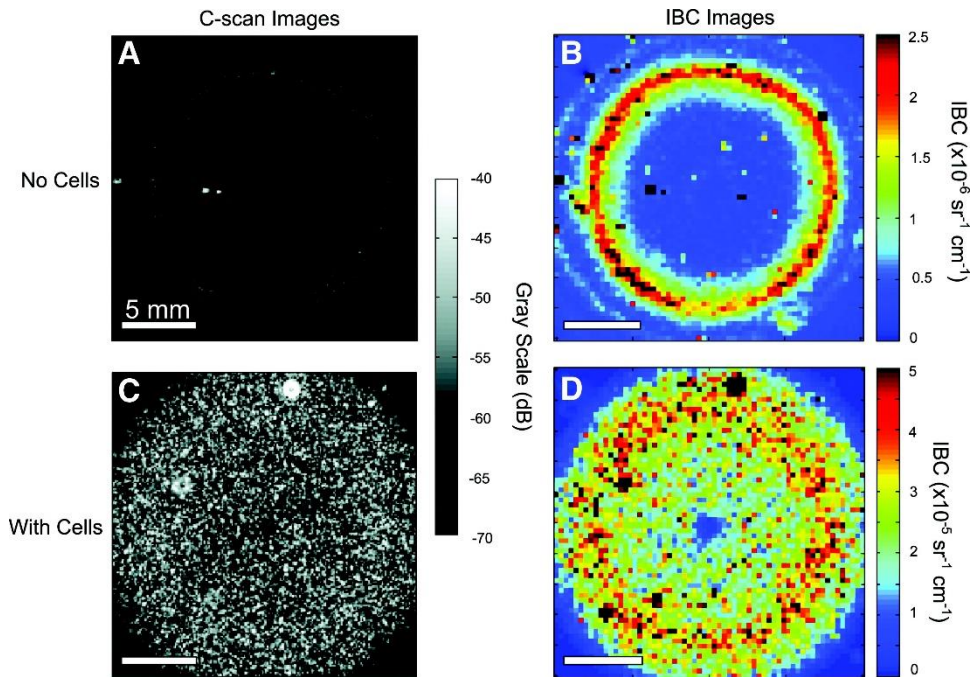 C-scan Images
IBC Images
A
B
No Cells
5 mm
-40
-45
-50
-55
-60
-65
-70
Gray Scale (dB)
2.5
2
1.5
1
0.5
0
IBC (x10⁻⁶ sr⁻¹ cm⁻¹)
C
D
With Cells
5
4
3
2
1
0
IBC (x10⁻⁵ sr⁻¹ cm⁻¹)